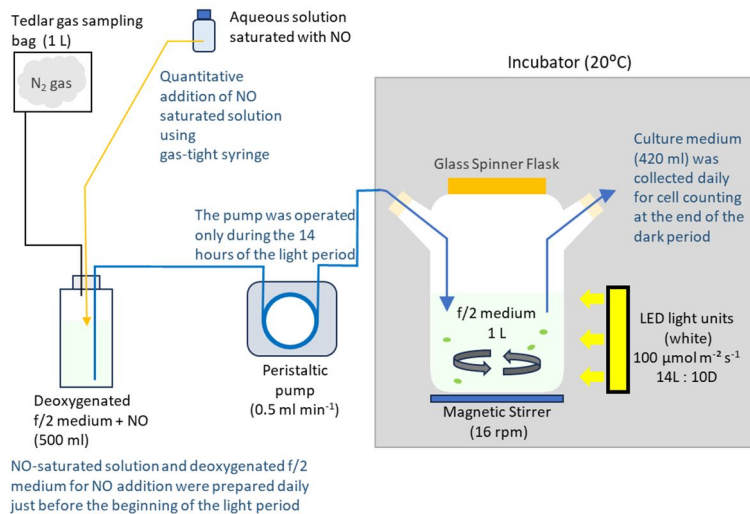 Tedlar gas sampling
bag (1 L)
N₂ gas
Aqueous solution
saturated with NO
Quantitative
addition of NO
saturated solution
using
gas-tight syringe
The pump was operated
only during the 14
hours of the light period
Deoxygenated
f/2 medium + NO
(500 ml)
Peristaltic
pump
(0.5 ml min⁻¹)
NO-saturated solution and deoxygenated f/2
medium for NO addition were prepared daily
just before the beginning of the light period
Incubator (20°C)
Glass Spinner Flask
f/2 medium
1 L
Magnetic Stirrer
(16 rpm)
Culture medium
(420 ml) was
collected daily
for cell counting
at the end of the
dark period
LED light units
(white)
100 µmol m⁻² s⁻¹
14L : 10D